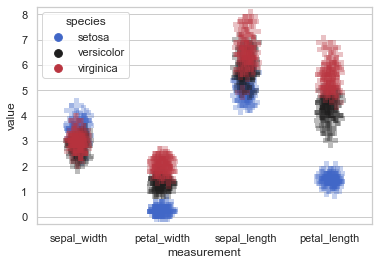 species
setosa
versicolor
virginica
8
7
6
5
4
3
2
1
0
value
sepal_width petal_width sepal_length petal_length
measurement